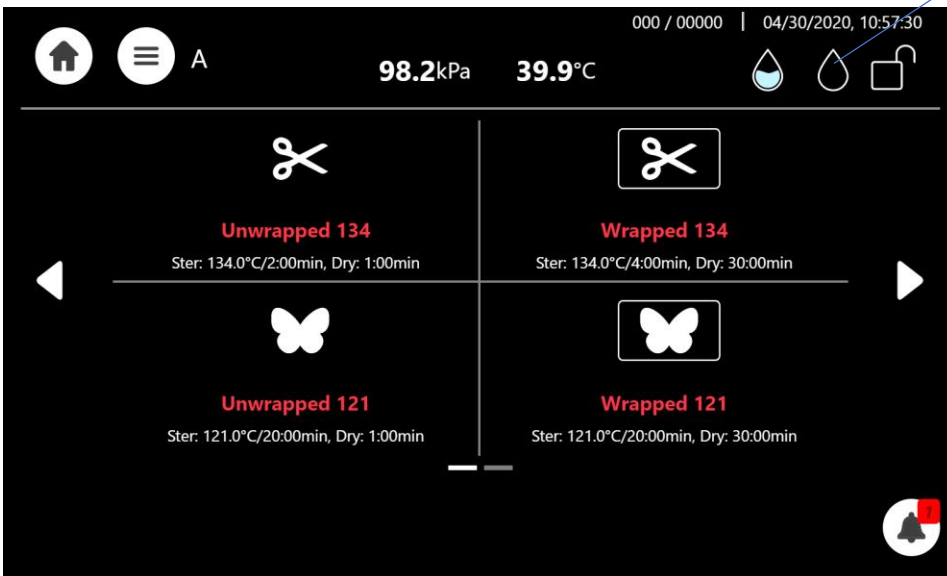 000 / 00000 | 04/30/2020, 10:57:30
A
98.2kPa 39.9°C
Unwrapped 134
Ster: 134.0°C/2:00min, Dry: 1:00min
Wrapped 134
Ster: 134.0°C/4:00min, Dry: 30:00min
Unwrapped 121
Ster: 121.0°C/20:00min, Dry: 1:00min
Wrapped 121
Ster: 121.0°C/20:00min, Dry: 30:00min
1